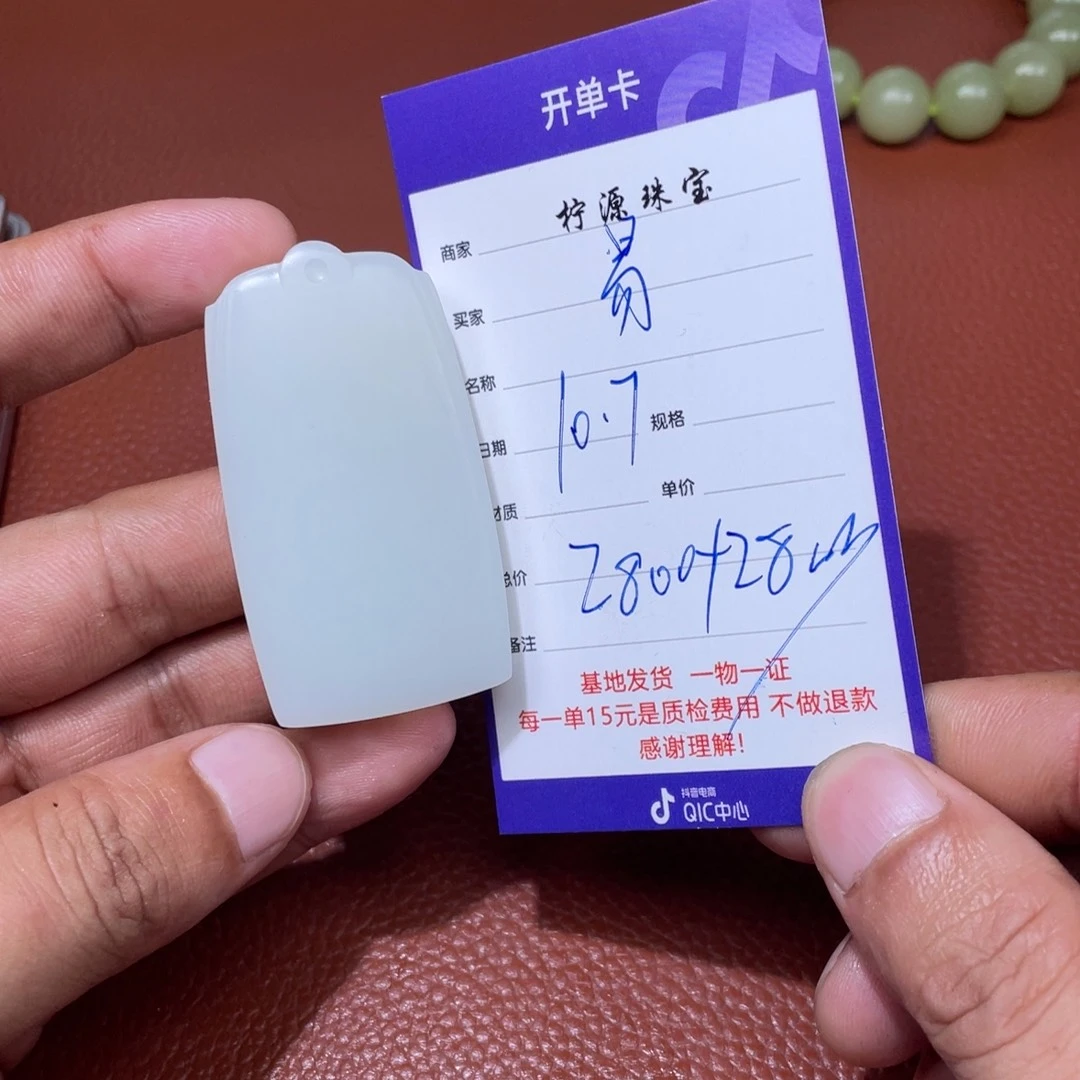 开单卡
柠源珠宝
商家
易
买家
名称
日期 10.7 规格
材质 单价
总价 2800+28
备注
基地发货 一物一证
每一单15元是质检费用 不做退款
感谢理解!
抖音电商
QIC中心